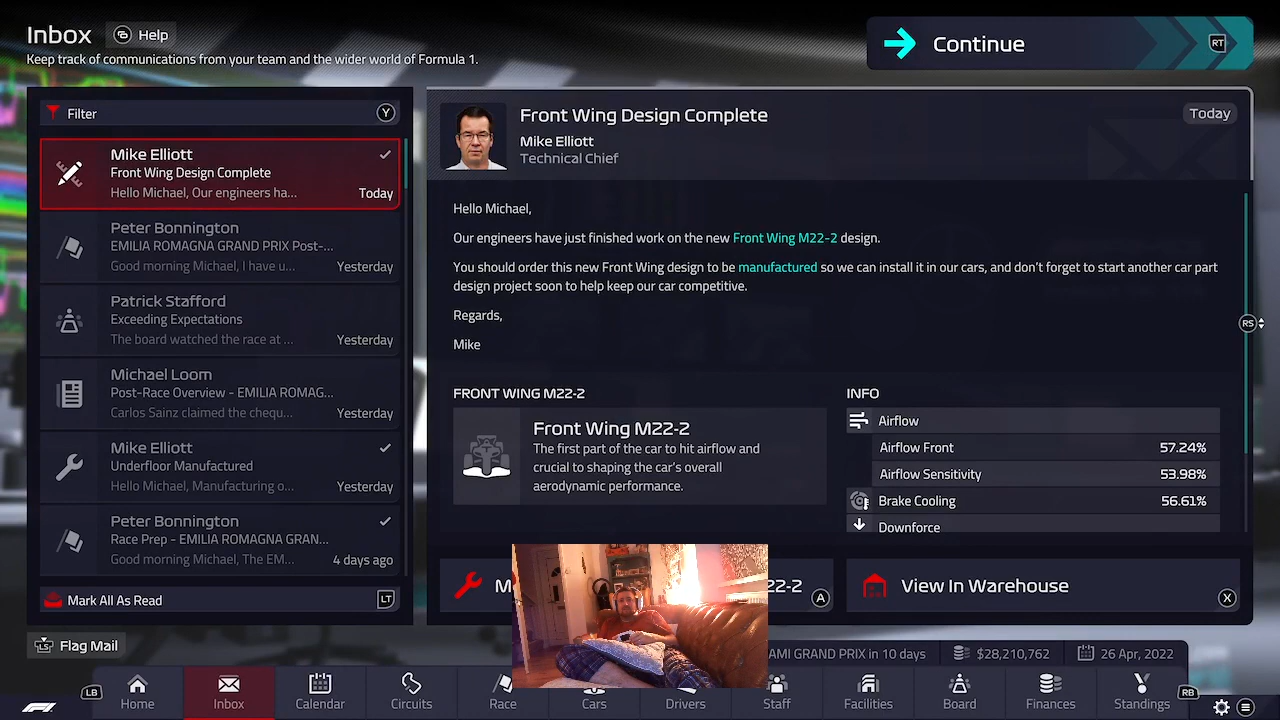 Inbox
Help
Keep track of communications from your team and the wider world of Formula 1.
Continue
RT
Filter
Y
Mike Elliott
Front Wing Design Complete
Hello Michael, Our engineers ha...
Today
Peter Bonnington
EMILIA ROMAGNA GRAND PRIX Post-...
Good morning Michael, I have u...
Yesterday
Patrick Stafford
Exceeding Expectations
The board watched the race at ...
Yesterday
Michael Loom
Post-Race Overview - EMILIA ROMAG...
Carlos Sainz claimed the chequ...
Yesterday
Mike Elliott
Underfloor Manufactured
Hello Michael, Manufacturing o...
Yesterday
Peter Bonnington
Race Prep - EMILIA ROMAGNA GRAN...
Good morning Michael, The EM...
4 days ago
Mark All As Read
LT
LS
Flag Mail
Front Wing Design Complete
Today
Mike Elliott
Technical Chief
Hello Michael,
Our engineers have just finished work on the new Front Wing M22-2 design.
You should order this new Front Wing design to be manufactured so we can install it in our cars, and don't forget to start another car part
design project soon to help keep our car competitive.
Regards,
Mike
RS
FRONT WING M22-2
Front Wing M22-2
The first part of the car to hit airflow and
crucial to shaping the car's overall
aerodynamic performance.
INFO
Airflow
Airflow Front 57.24%
Airflow Sensitivity 53.98%
Brake Cooling 56.61%
Downforce
M
22-2
A
View In Warehouse
X
AMI GRAND PRIX in 10 days
$28,210,762
26 Apr, 2022
LB
Home
Inbox
Calendar
Circuits
Race
Cars
Drivers
Staff
Facilities
Board
Finances
Standings
RB